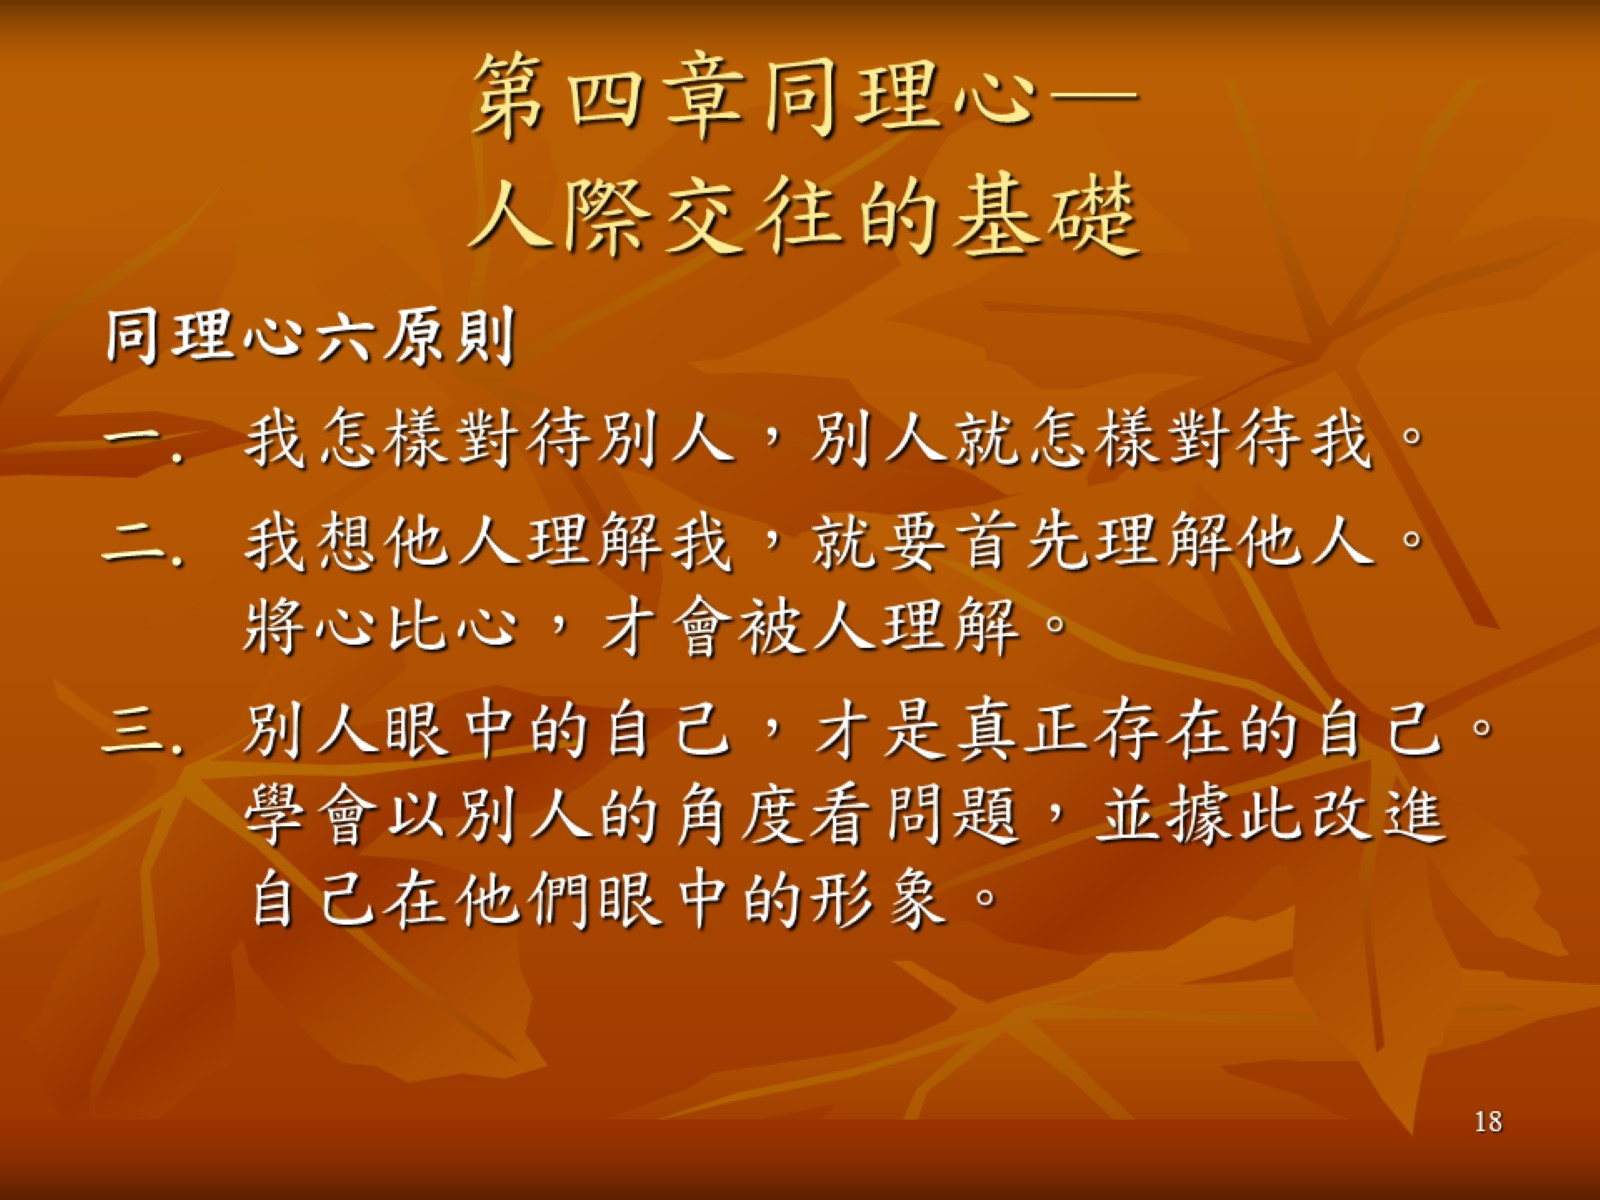 第四章同理心—
人際交往的基礎
同理心六原則
一. 我怎樣對待別人，別人就怎樣對待我。
二. 我想他人理解我，就要首先理解他人。
將心比心，才會被人理解。
三. 別人眼中的自己，才是真正存在的自己。
學會以別人的角度看問題，並據此改進
自己在他們眼中的形象。
18